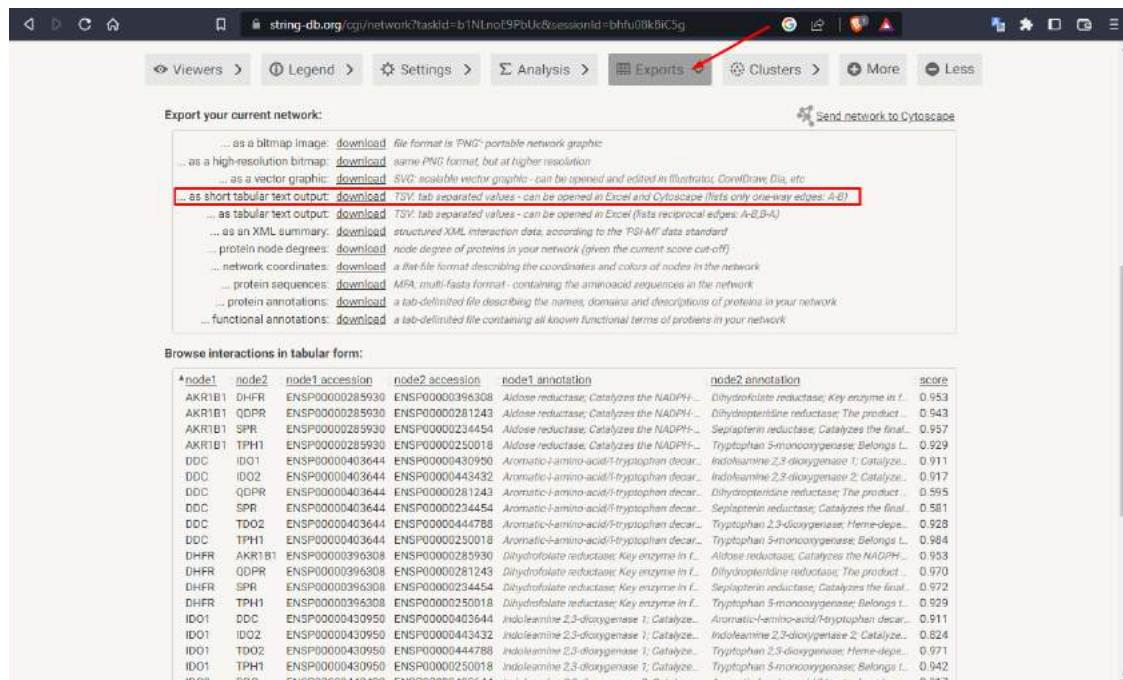 string-db.org/cgi/network?taskId=b1NLnoE9PbUc&sessionId=bhfu08kBiC5g
Viewers > Legend > Settings > Analysis > Exports Clusters > More Less
Export your current network: Send network to Cytoscape
... as a bitmap image: download file format is 'PNG': portable network graphic
... as a high-resolution bitmap: download same PNG format, but at higher resolution
... as a vector graphic: download SVG: scalable vector graphic - can be opened and edited in Illustrator, CorelDraw, Dia, etc
... as short tabular text output: download TSV: tab separated values - can be opened in Excel and Cytoscape (lists only one-way edges: A-B)
... as tabular text output: download TSV: tab separated values - can be opened in Excel (lists reciprocal edges: A-B,B-A)
... as an XML summary: download structured XML interaction data, according to the 'PSI-MI' data standard
... protein node degrees: download node degree of proteins in your network (given the current score cut-off)
... network coordinates: download a flat-file format describing the coordinates and colors of nodes in the network
... protein sequences: download MFA: multi-fasta format - containing the aminoacid sequences in the network
... protein annotations: download a tab-delimited file describing the names, domains and descriptions of proteins in your network
... functional annotations: download a tab-delimited file containing all known functional terms of protiens in your network
Browse interactions in tabular form:
node1 node2 node1 accession node2 accession node1 annotation node2 annotation score
AKR1B1 DHFR ENSP00000285930 ENSP00000396308 Aldose reductase; Catalyzes the NADPH-... Dihydrofolate reductase; Key enzyme in f... 0.953
AKR1B1 QDPR ENSP00000285930 ENSP00000281243 Aldose reductase; Catalyzes the NADPH-... Dihydropteridine reductase; The product ... 0.943
AKR1B1 SPR ENSP00000285930 ENSP00000234454 Aldose reductase; Catalyzes the NADPH-... Sepiapterin reductase; Catalyzes the final... 0.957
AKR1B1 TPH1 ENSP00000285930 ENSP00000250018 Aldose reductase; Catalyzes the NADPH-... Tryptophan 5-monooxygenase; Belongs t... 0.929
DDC IDO1 ENSP00000403644 ENSP00000430950 Aromatic-l-amino-acid/l-tryptophan decar... Indoleamine 2,3-dioxygenase 1; Catalyze... 0.911
DDC IDO2 ENSP00000403644 ENSP00000443432 Aromatic-l-amino-acid/l-tryptophan decar... Indoleamine 2,3-dioxygenase 2; Catalyze... 0.917
DDC QDPR ENSP00000403644 ENSP00000281243 Aromatic-l-amino-acid/l-tryptophan decar... Dihydropteridine reductase; The product ... 0.595
DDC SPR ENSP00000403644 ENSP00000234454 Aromatic-l-amino-acid/l-tryptophan decar... Sepiapterin reductase; Catalyzes the final... 0.581
DDC TDO2 ENSP00000403644 ENSP00000444788 Aromatic-l-amino-acid/l-tryptophan decar... Tryptophan 2,3-dioxygenase; Heme-depe... 0.928
DDC TPH1 ENSP00000403644 ENSP00000250018 Aromatic-l-amino-acid/l-tryptophan decar... Tryptophan 5-monooxygenase; Belongs t... 0.984
DHFR AKR1B1 ENSP00000396308 ENSP00000285930 Dihydrofolate reductase; Key enzyme in f... Aldose reductase; Catalyzes the NADPH-... 0.953
DHFR QDPR ENSP00000396308 ENSP00000281243 Dihydrofolate reductase; Key enzyme in f... Dihydropteridine reductase; The product ... 0.970
DHFR SPR ENSP00000396308 ENSP00000234454 Dihydrofolate reductase; Key enzyme in f... Sepiapterin reductase; Catalyzes the final... 0.972
DHFR TPH1 ENSP00000396308 ENSP00000250018 Dihydrofolate reductase; Key enzyme in f... Tryptophan 5-monooxygenase; Belongs t... 0.929
IDO1 DDC ENSP00000430950 ENSP00000403644 Indoleamine 2,3-dioxygenase 1; Catalyze... Aromatic-l-amino-acid/l-tryptophan decar... 0.911
IDO1 IDO2 ENSP00000430950 ENSP00000443432 Indoleamine 2,3-dioxygenase 1; Catalyze... Indoleamine 2,3-dioxygenase 2; Catalyze... 0.824
IDO1 TDO2 ENSP00000430950 ENSP00000444788 Indoleamine 2,3-dioxygenase 1; Catalyze... Tryptophan 2,3-dioxygenase; Heme-depe... 0.971
IDO1 TPH1 ENSP00000430950 ENSP00000250018 Indoleamine 2,3-dioxygenase 1; Catalyze... Tryptophan 5-monooxygenase; Belongs t... 0.942